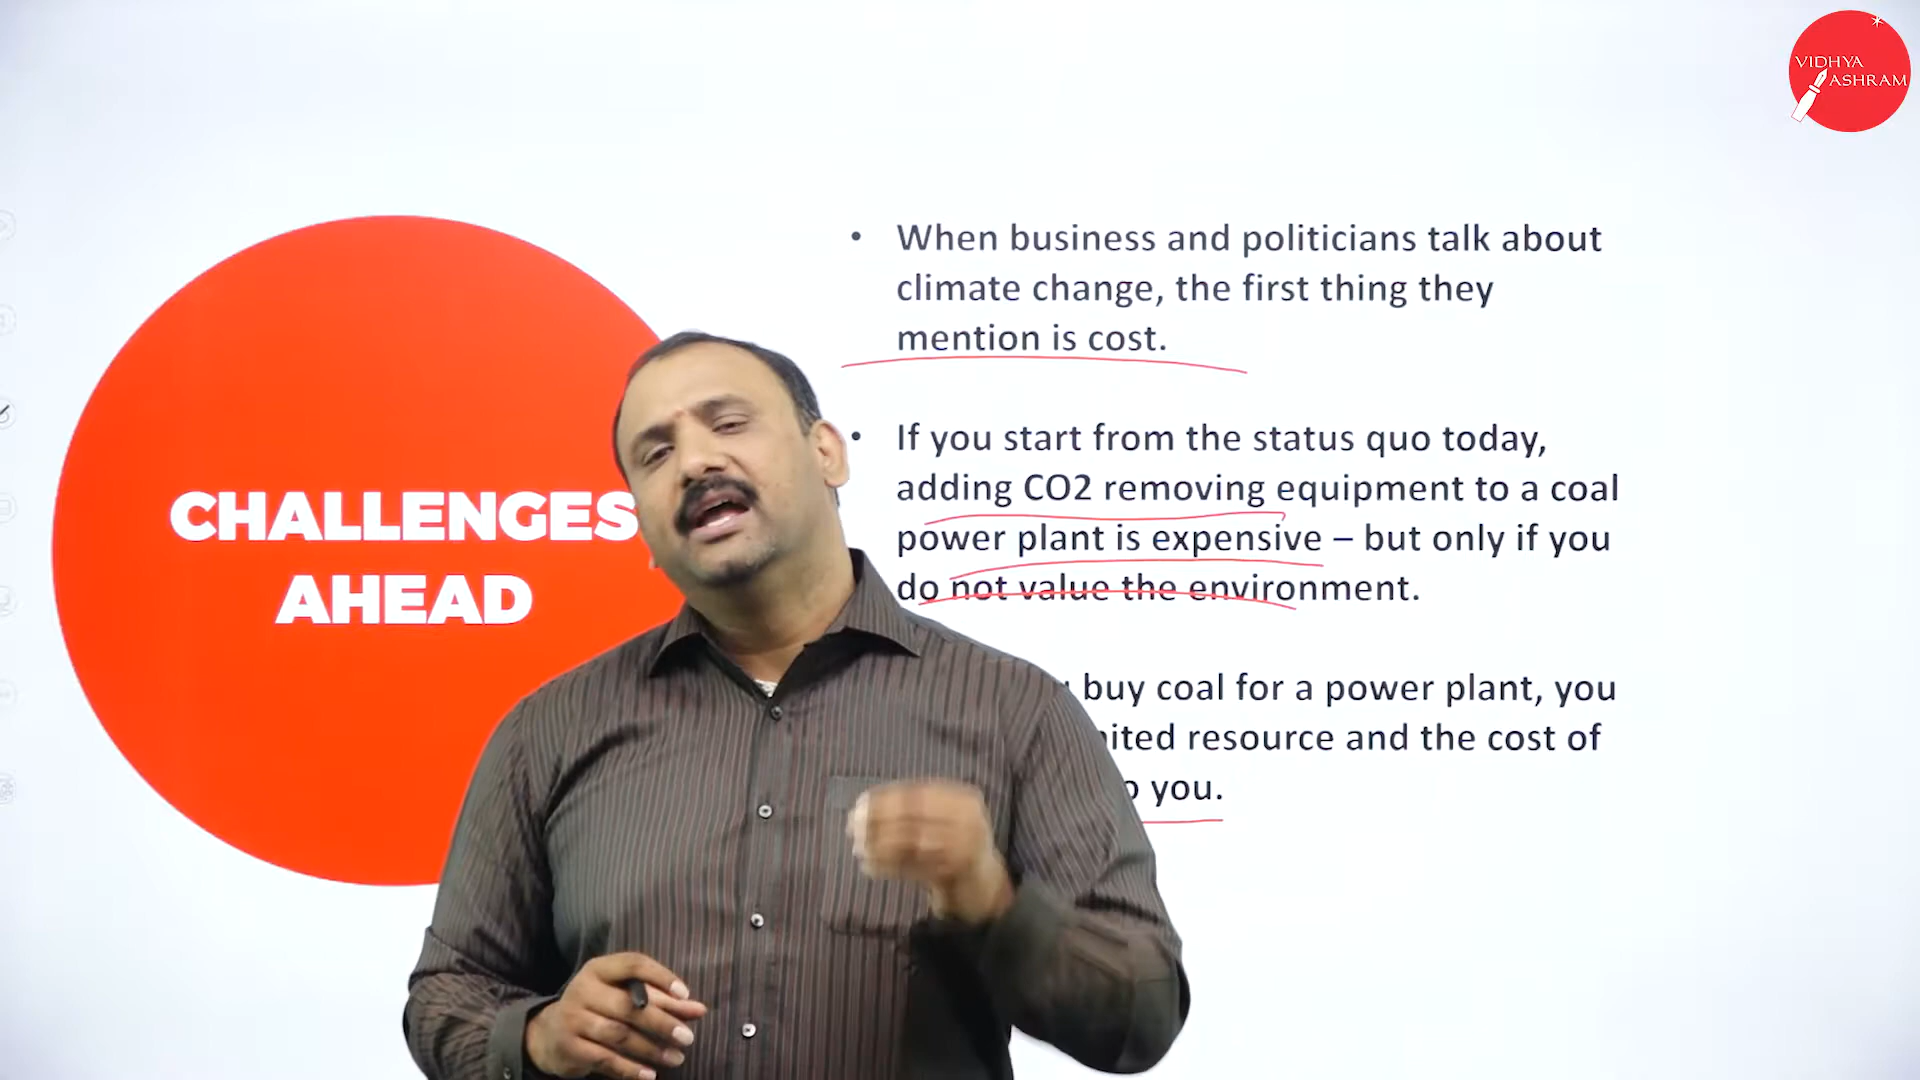 VIDHYA
ASHRAM
CHALLENGES
AHEAD
• When business and politicians talk about
climate change, the first thing they
mention is cost.
• If you start from the status quo today,
adding CO2 removing equipment to a coal
power plant is expensive – but only if you
do not value the environment.
buy coal for a power plant, you
resource and the cost of
you.